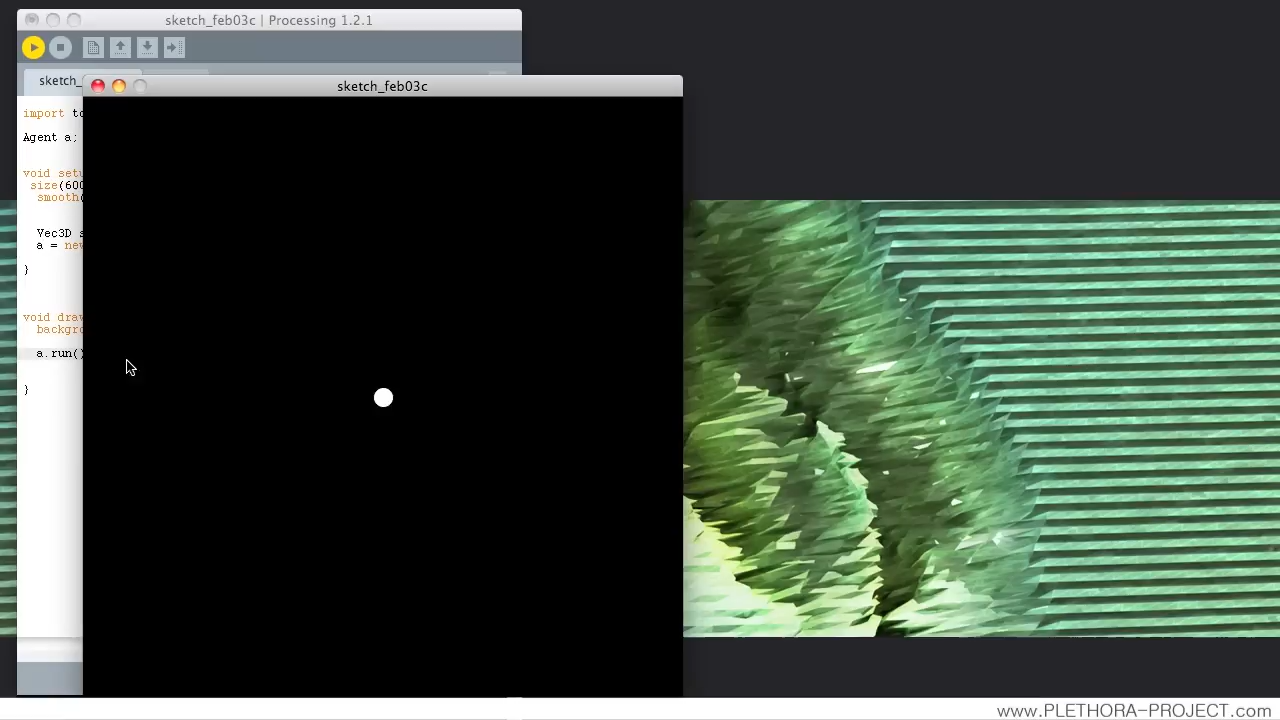 sketch_feb03c | Processing 1.2.1
sketch_
sketch_feb03c
import to
Agent a;
void setu
size(600
smooth(
Vec3D s
a = new
}
void draw
backgro
a.run()
}
www.PLETHORA-PROJECT.com